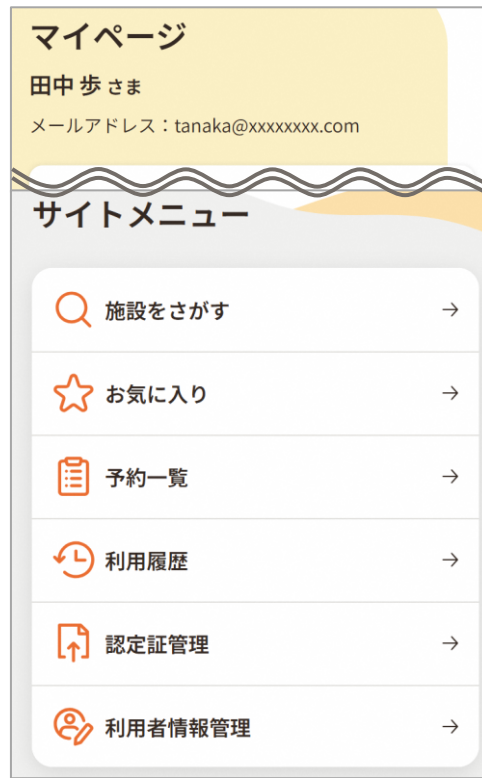 マイページ
田中 歩 さま
メールアドレス：tanaka@xxxxxxxx.com
サイトメニュー
施設をさがす
お気に入り
予約一覧
利用履歴
認定証管理
利用者情報管理